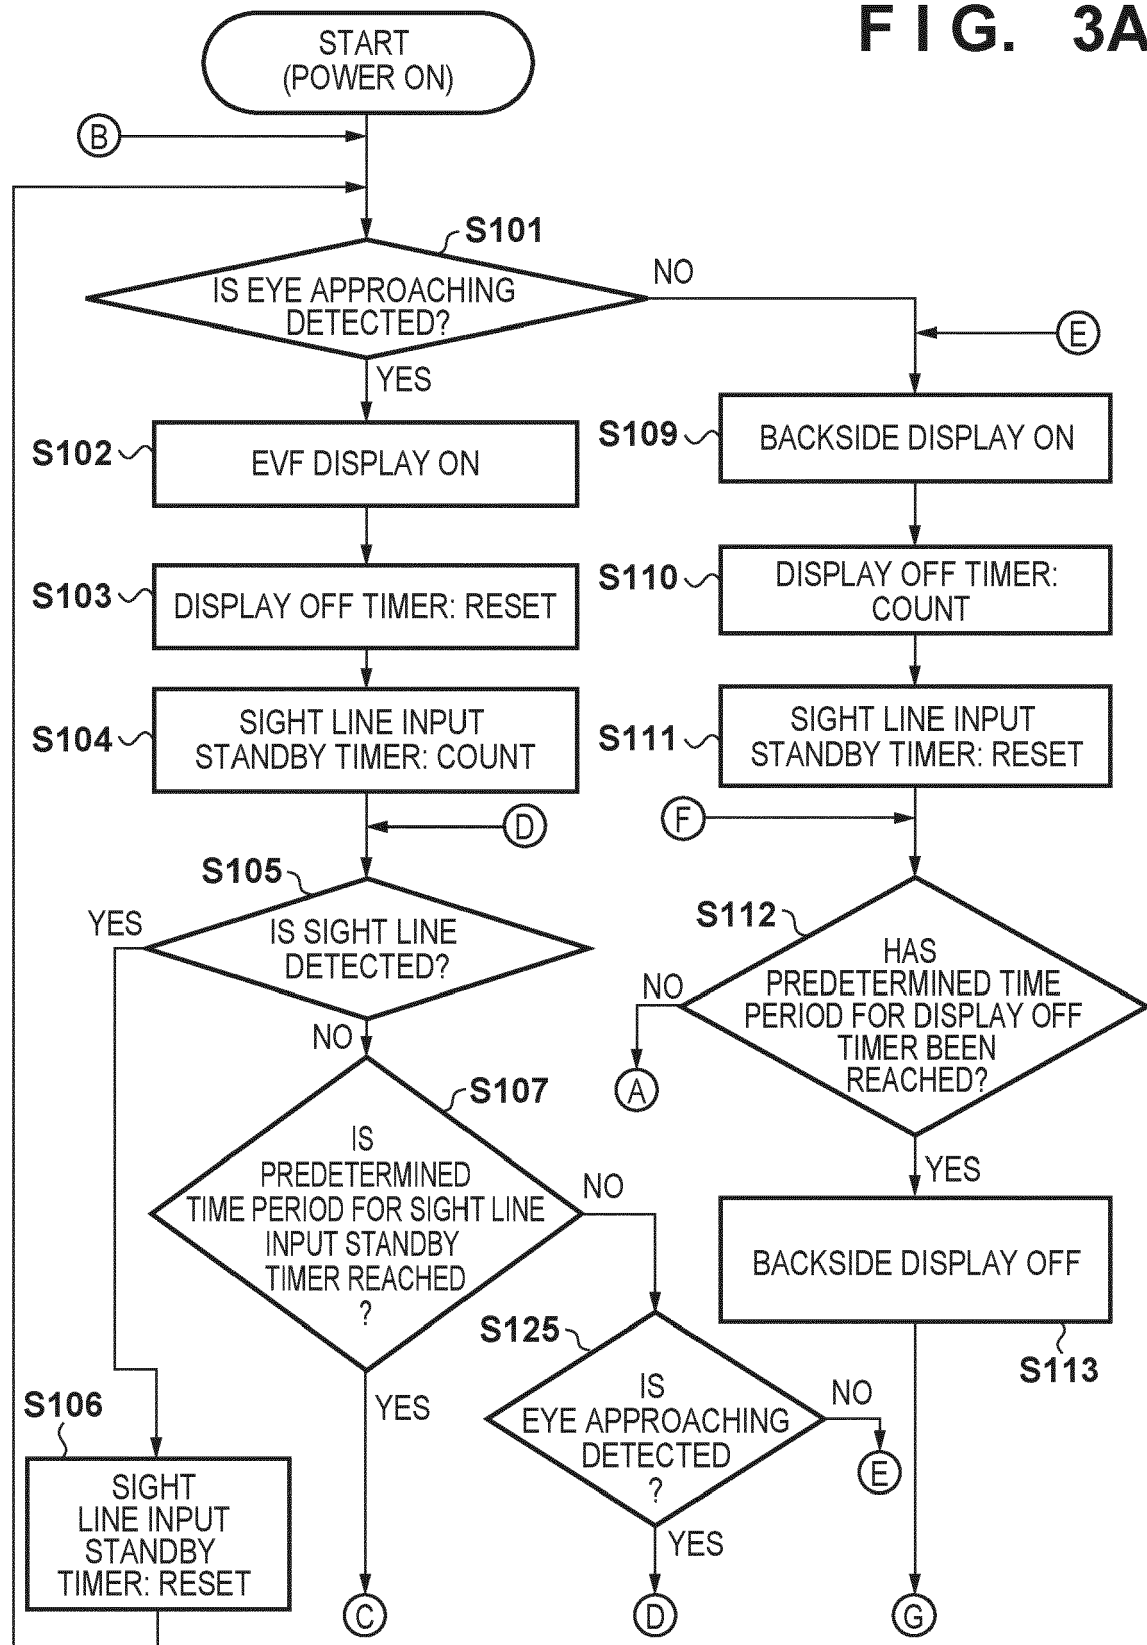 FIG. 3A
START
(POWER ON)
B
S101
IS EYE APPROACHING
DETECTED?
NO
E
YES
S102
EVF DISPLAY ON
S109
BACKSIDE DISPLAY ON
S103
DISPLAY OFF TIMER: RESET
S110
DISPLAY OFF TIMER:
COUNT
S104
SIGHT LINE INPUT
STANDBY TIMER: COUNT
S111
SIGHT LINE INPUT
STANDBY TIMER: RESET
D
F
S105
YES
IS SIGHT LINE
DETECTED?
NO
S112
HAS
PREDETERMINED TIME
PERIOD FOR DISPLAY OFF
TIMER BEEN
REACHED?
NO
A
YES
S107
IS
PREDETERMINED
TIME PERIOD FOR SIGHT LINE
INPUT STANDBY
TIMER REACHED
?
NO
YES
BACKSIDE DISPLAY OFF
S113
S125
IS
EYE APPROACHING
DETECTED
?
NO
E
YES
S106
SIGHT
LINE INPUT
STANDBY
TIMER: RESET
C
D
G